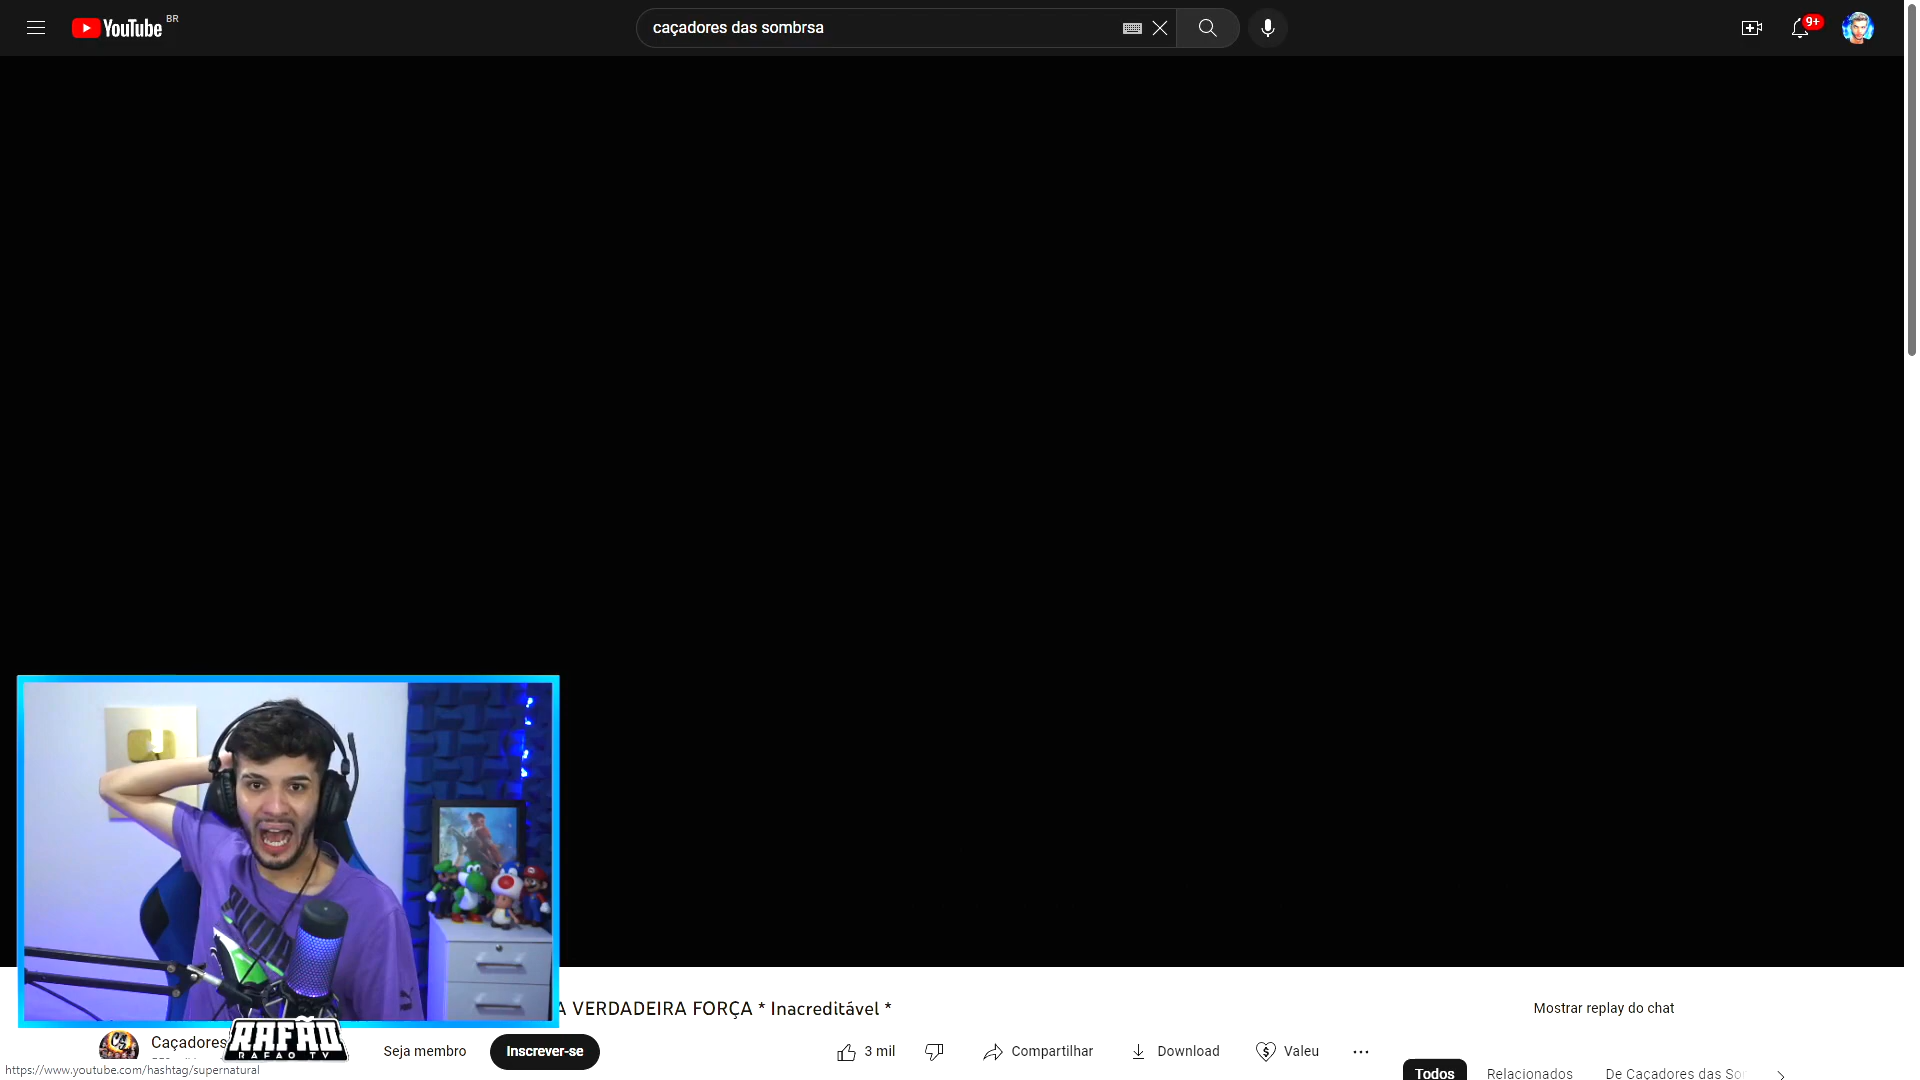 YouTube BR
caçadores das sombrsa
9+
A VERDADEIRA FORÇA * Inacreditável *
Mostrar replay do chat
Caçadores
RAFÃO
RAFAO TV
Seja membro
Inscrever-se
3 mil
Compartilhar
Download
Valeu
Todos
Relacionados
De Caçadores das So
https://www.youtube.com/hashtag/supernatural